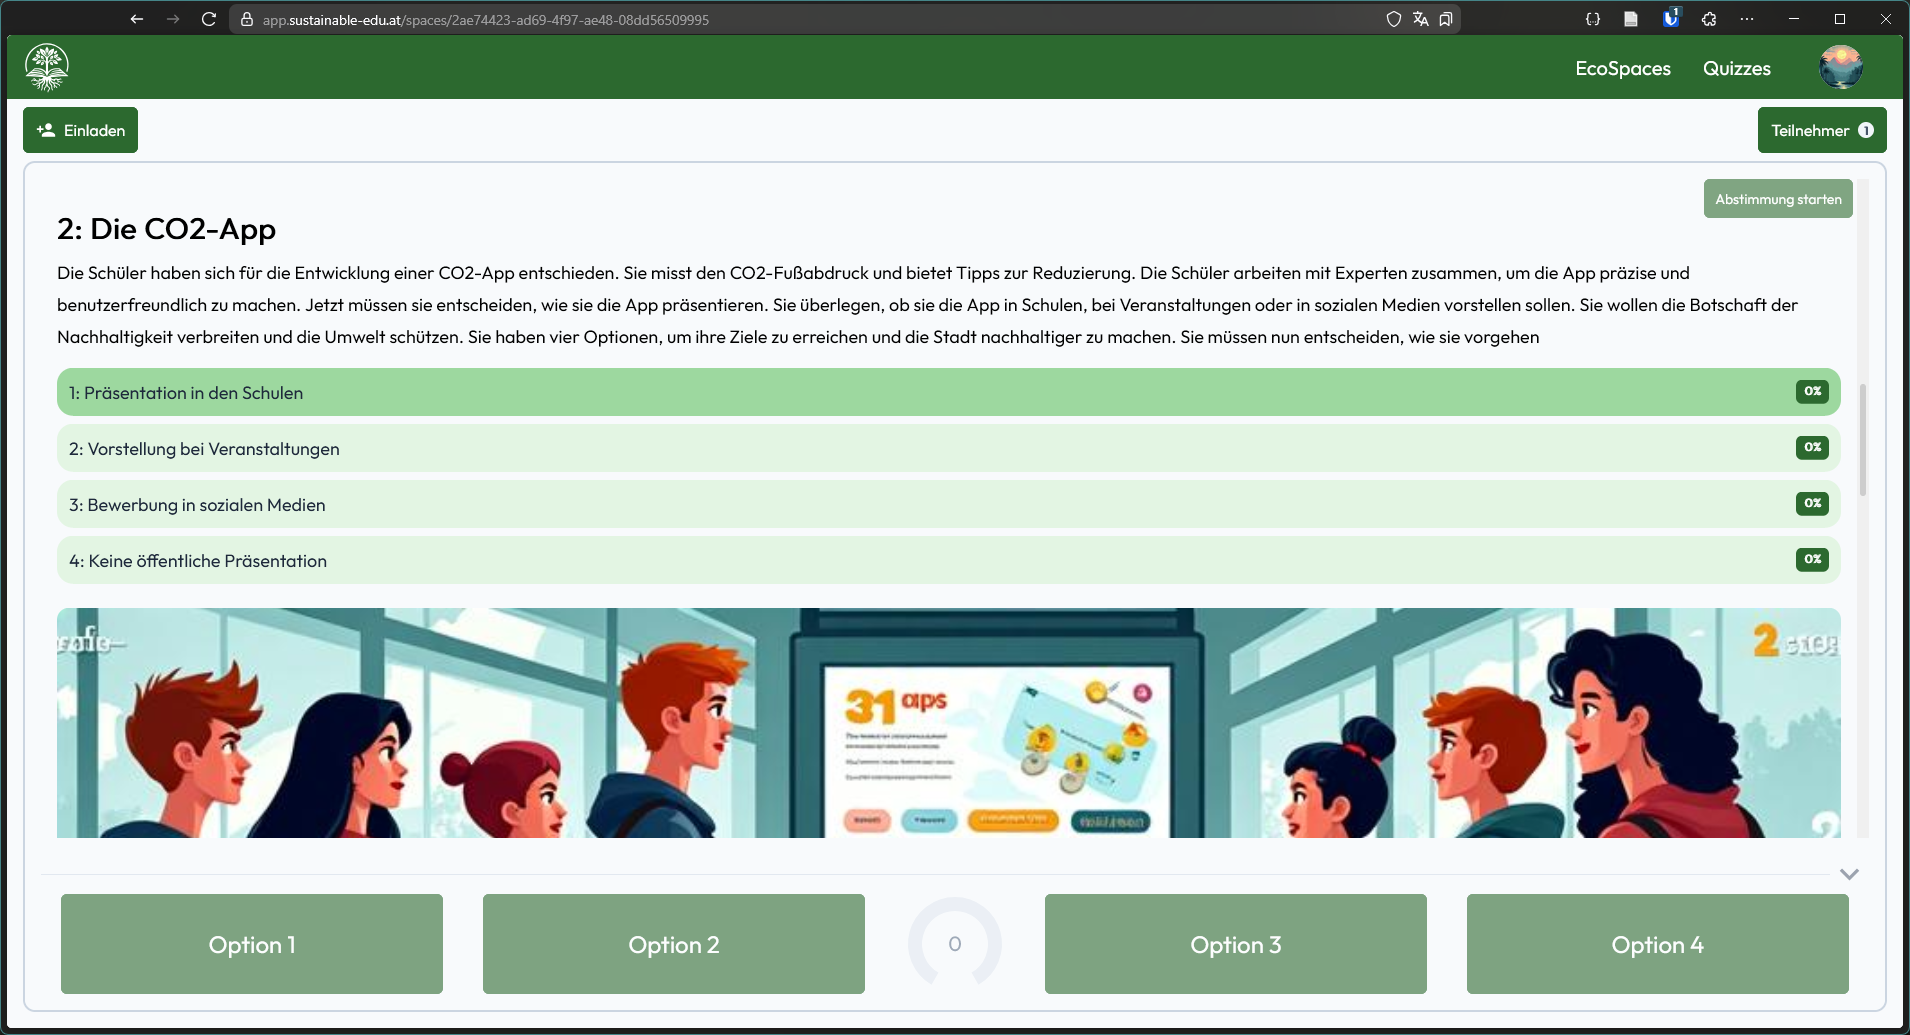 app.sustainable-edu.at/spaces/2ae74423-ad69-4f97-ae48-08dd56509995
1
EcoSpaces
Quizzes
Einladen
Teilnehmer 1
Abstimmung starten
2: Die CO2-App
Die Schüler haben sich für die Entwicklung einer CO2-App entschieden. Sie misst den CO2-Fußabdruck und bietet Tipps zur Reduzierung. Die Schüler arbeiten mit Experten zusammen, um die App präzise und
benutzerfreundlich zu machen. Jetzt müssen sie entscheiden, wie sie die App präsentieren. Sie überlegen, ob sie die App in Schulen, bei Veranstaltungen oder in sozialen Medien vorstellen sollen. Sie wollen die Botschaft der
Nachhaltigkeit verbreiten und die Umwelt schützen. Sie haben vier Optionen, um ihre Ziele zu erreichen und die Stadt nachhaltiger zu machen. Sie müssen nun entscheiden, wie sie vorgehen
1: Präsentation in den Schulen 0%
2: Vorstellung bei Veranstaltungen 0%
3: Bewerbung in sozialen Medien 0%
4: Keine öffentliche Präsentation 0%
2
31 aps
Option 1
Option 2
0
Option 3
Option 4